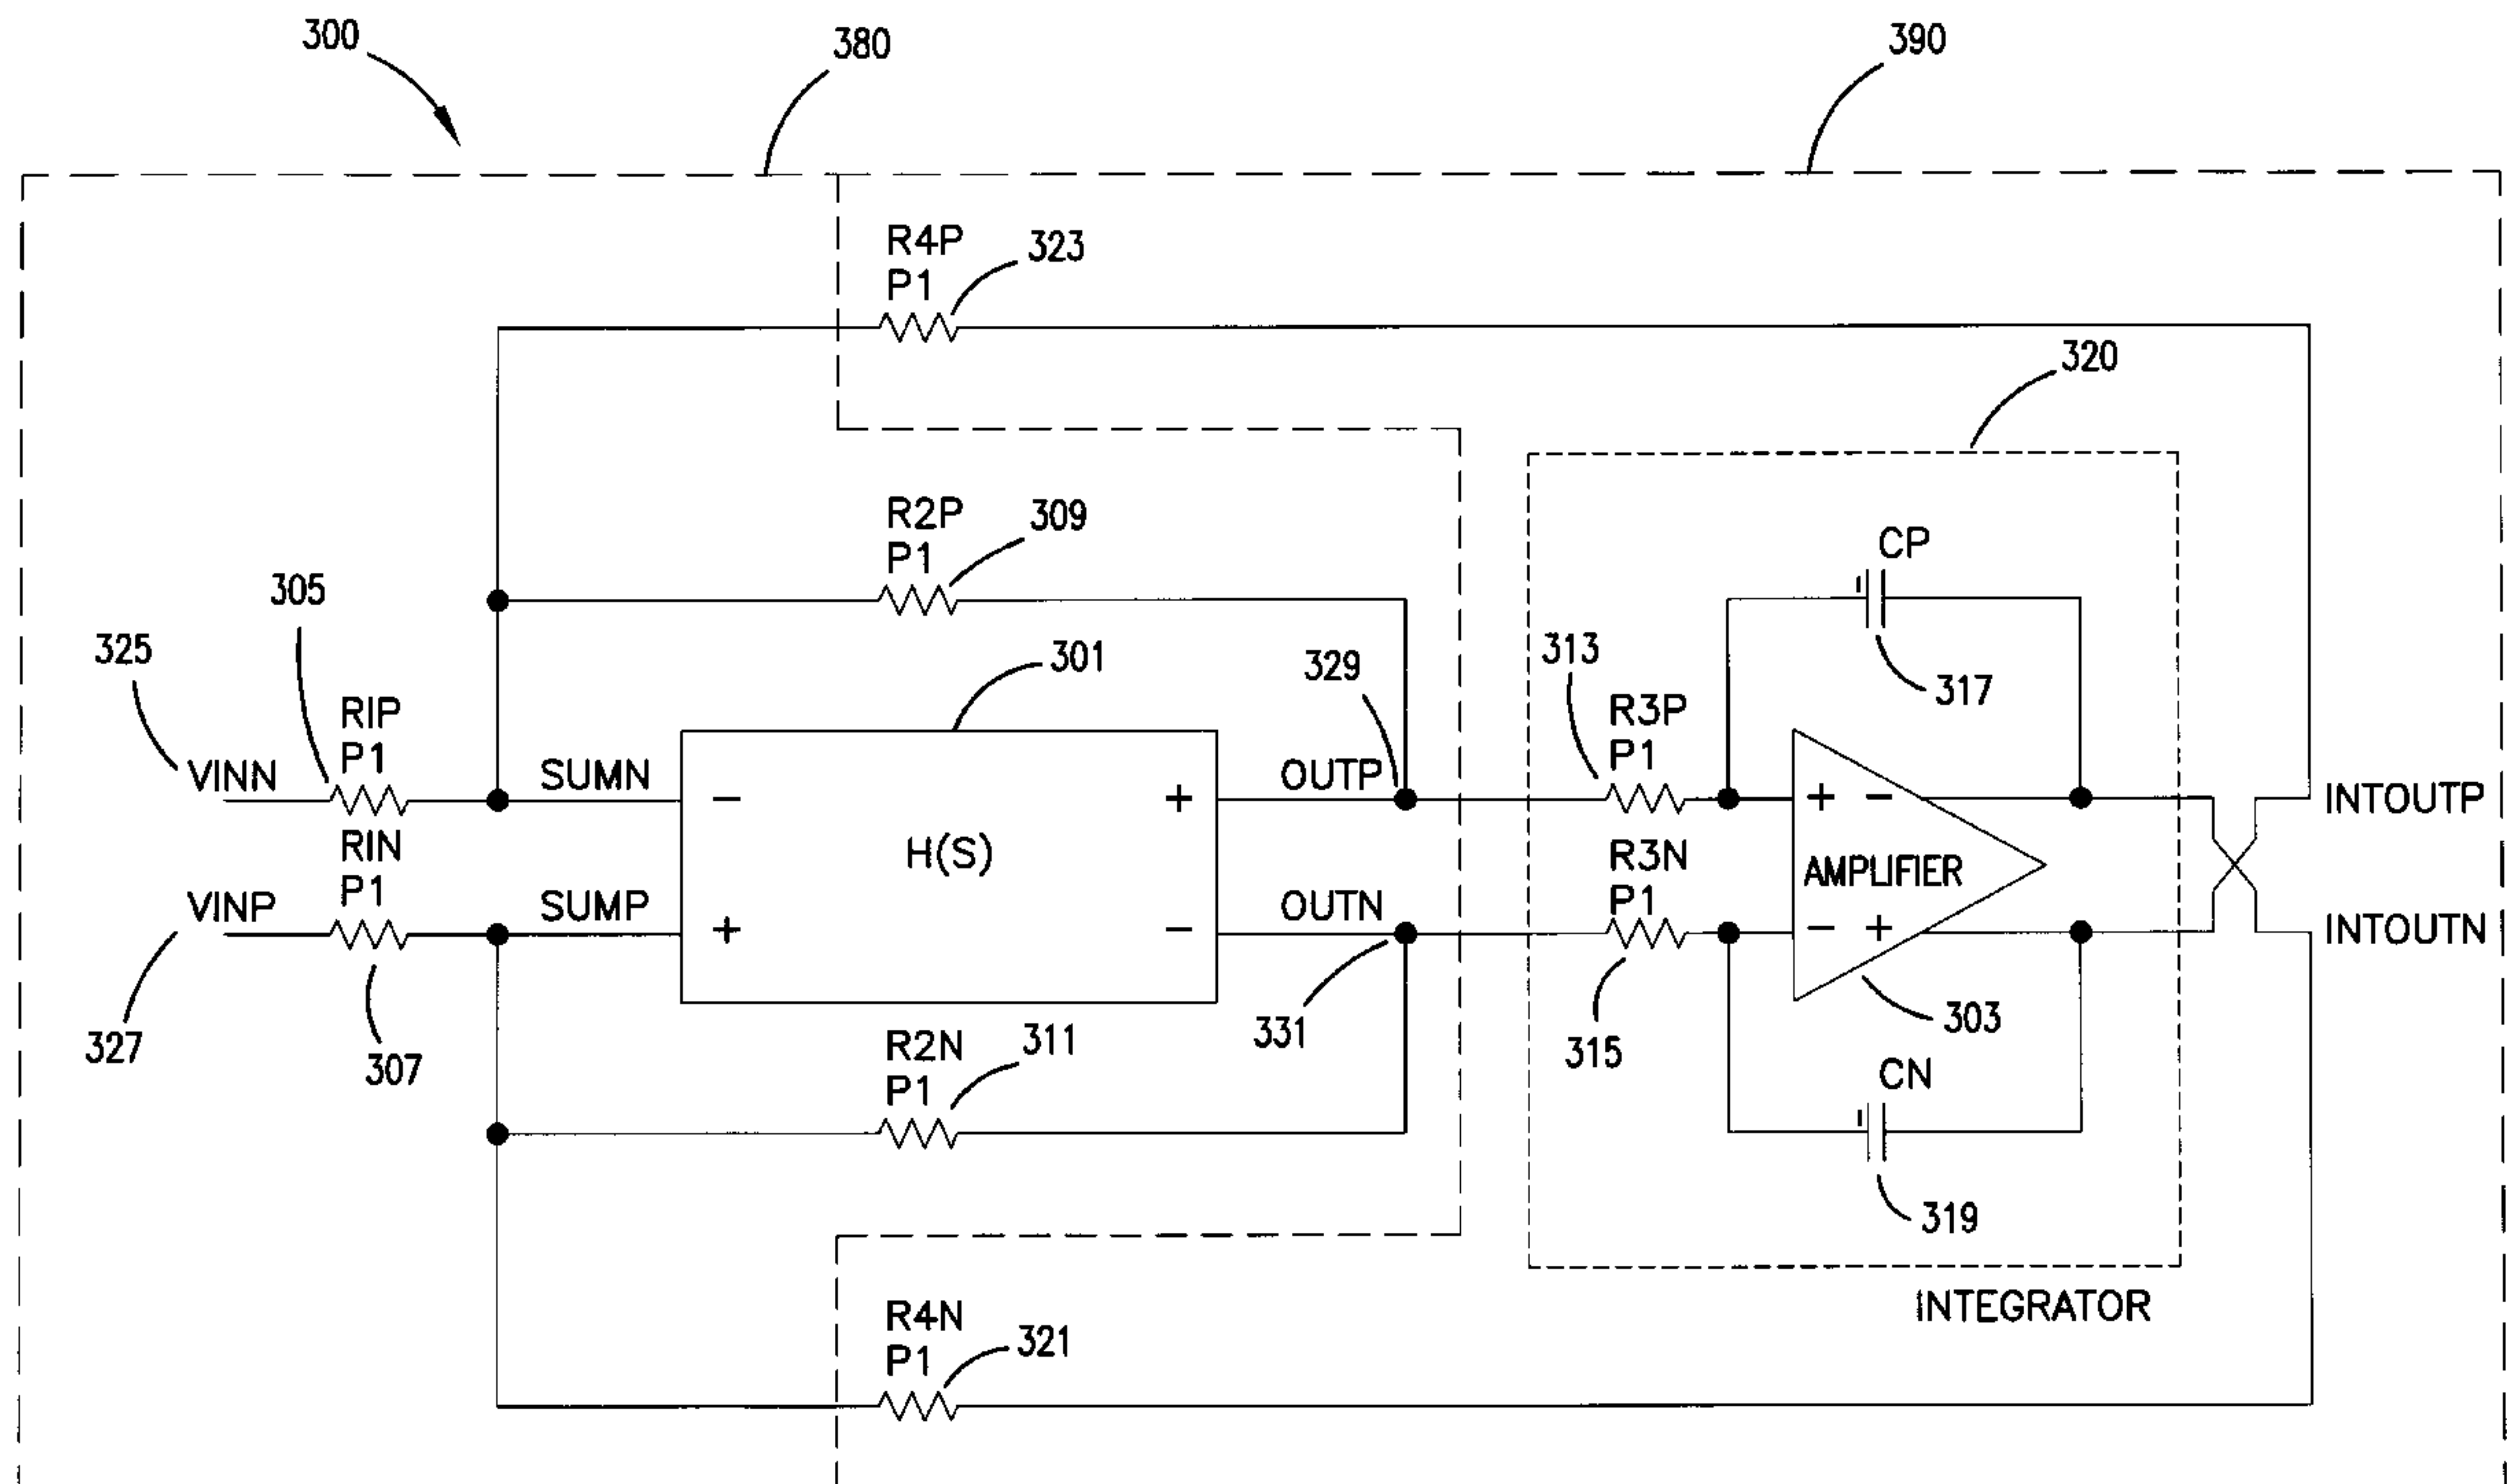 300
380
390
R4P
P1
323
320
R2P
P1
309
CP
305
325
301
329
313
317
RIP
P1
VINN
SUMN
−
+
OUTP
R3P
P1
+ −
INTOUTP
H(S)
RIN
P1
VINP
SUMP
+
−
OUTN
R3N
P1
AMPLIFIER
− +
INTOUTN
327
307
331
315
303
R2N
P1
311
CN
319
INTEGRATOR
R4N
P1
321